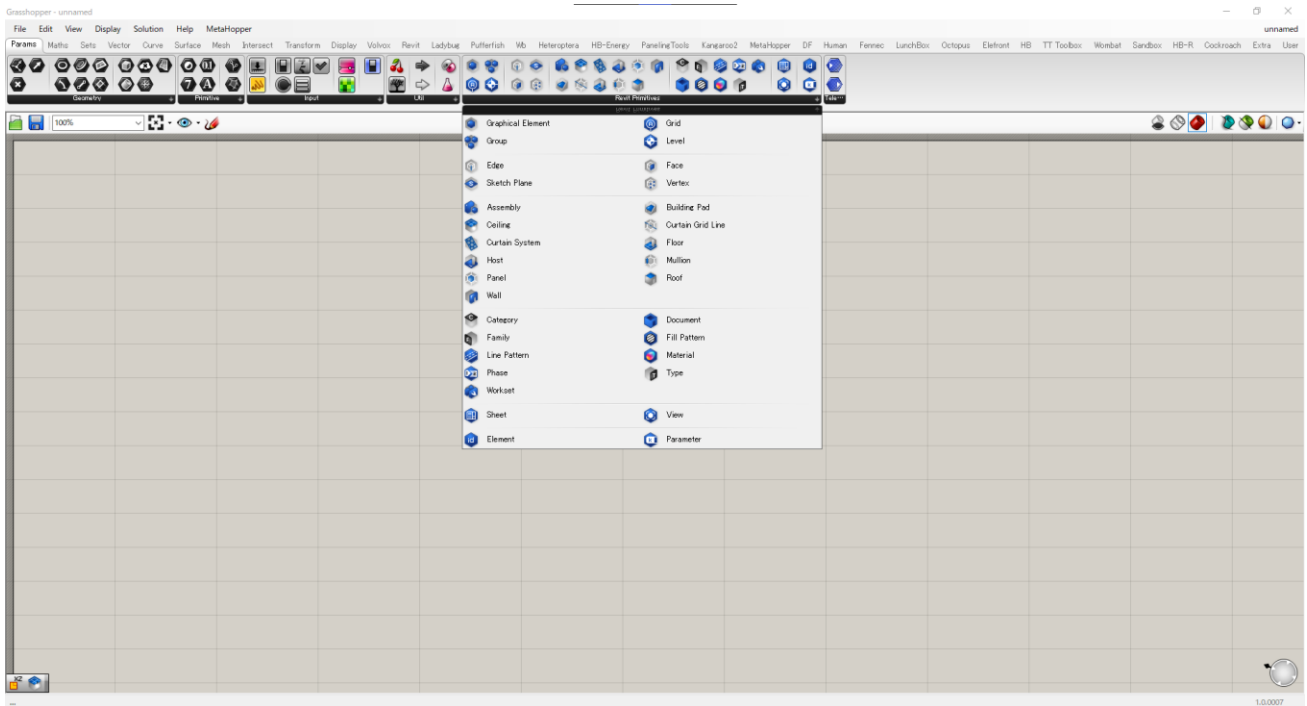 Grasshopper - unnamed
File Edit View Display Solution Help MetaHopper unnamed
Params Maths Sets Vector Curve Surface Mesh Intersect Transform Display Volvox Revit Ladybug Pufferfish Wb Heteroptera HB-Energy PanelingTools Kangaroo2 MetaHopper DF Human Fennec LunchBox Octopus Elefront HB TT Toolbox Wombat Sandbox HB-R Cockroach Extra User
Geometry Primitive Input Util Revit Primitives Tele...
Revit Primitives
100%
Graphical Element Grid
Group Level
Edge Face
Sketch Plane Vertex
Assembly Building Pad
Ceiling Curtain Grid Line
Curtain System Floor
Host Mullion
Panel Roof
Wall
Category Document
Family Fill Pattern
Line Pattern Material
Phase Type
Workset
Sheet View
Element Parameter
XZ
...
1.0.0007